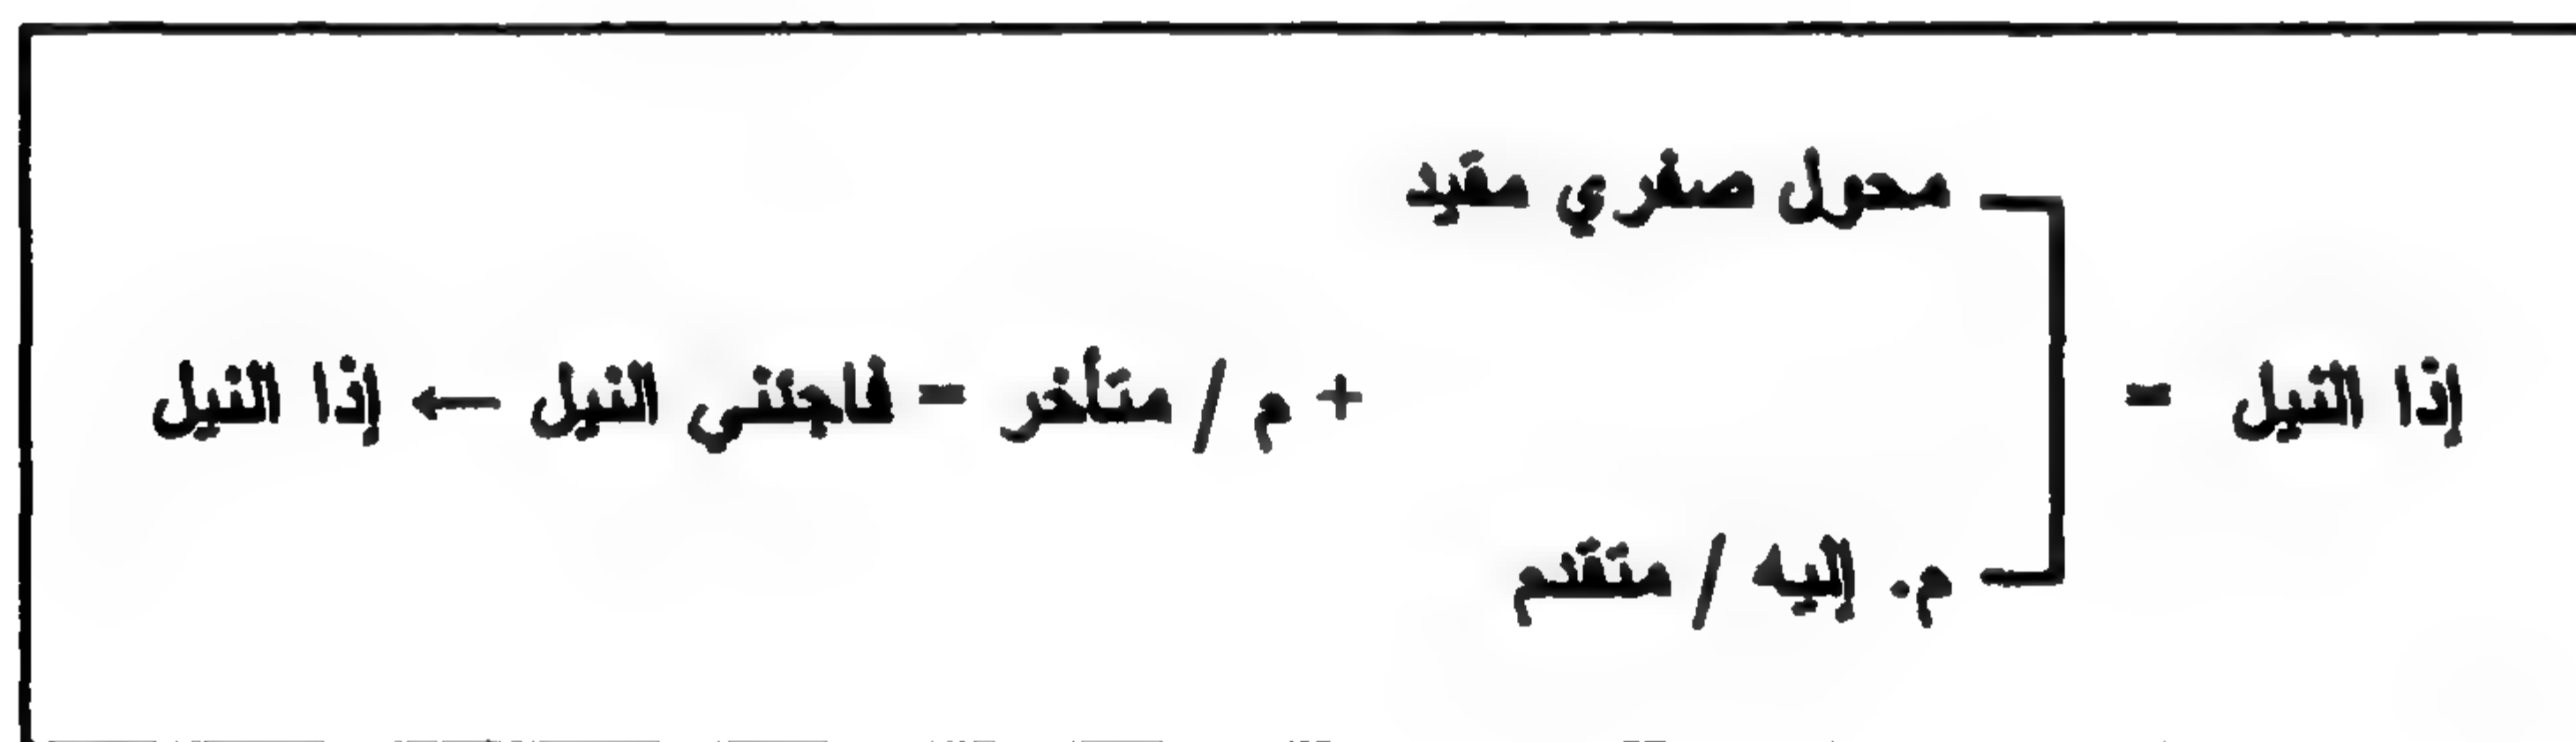 محول صفري مقيد
إذا النيل = + م / متأخر = فاجئني النيل ← إذا النيل
م. إليه / متقدم